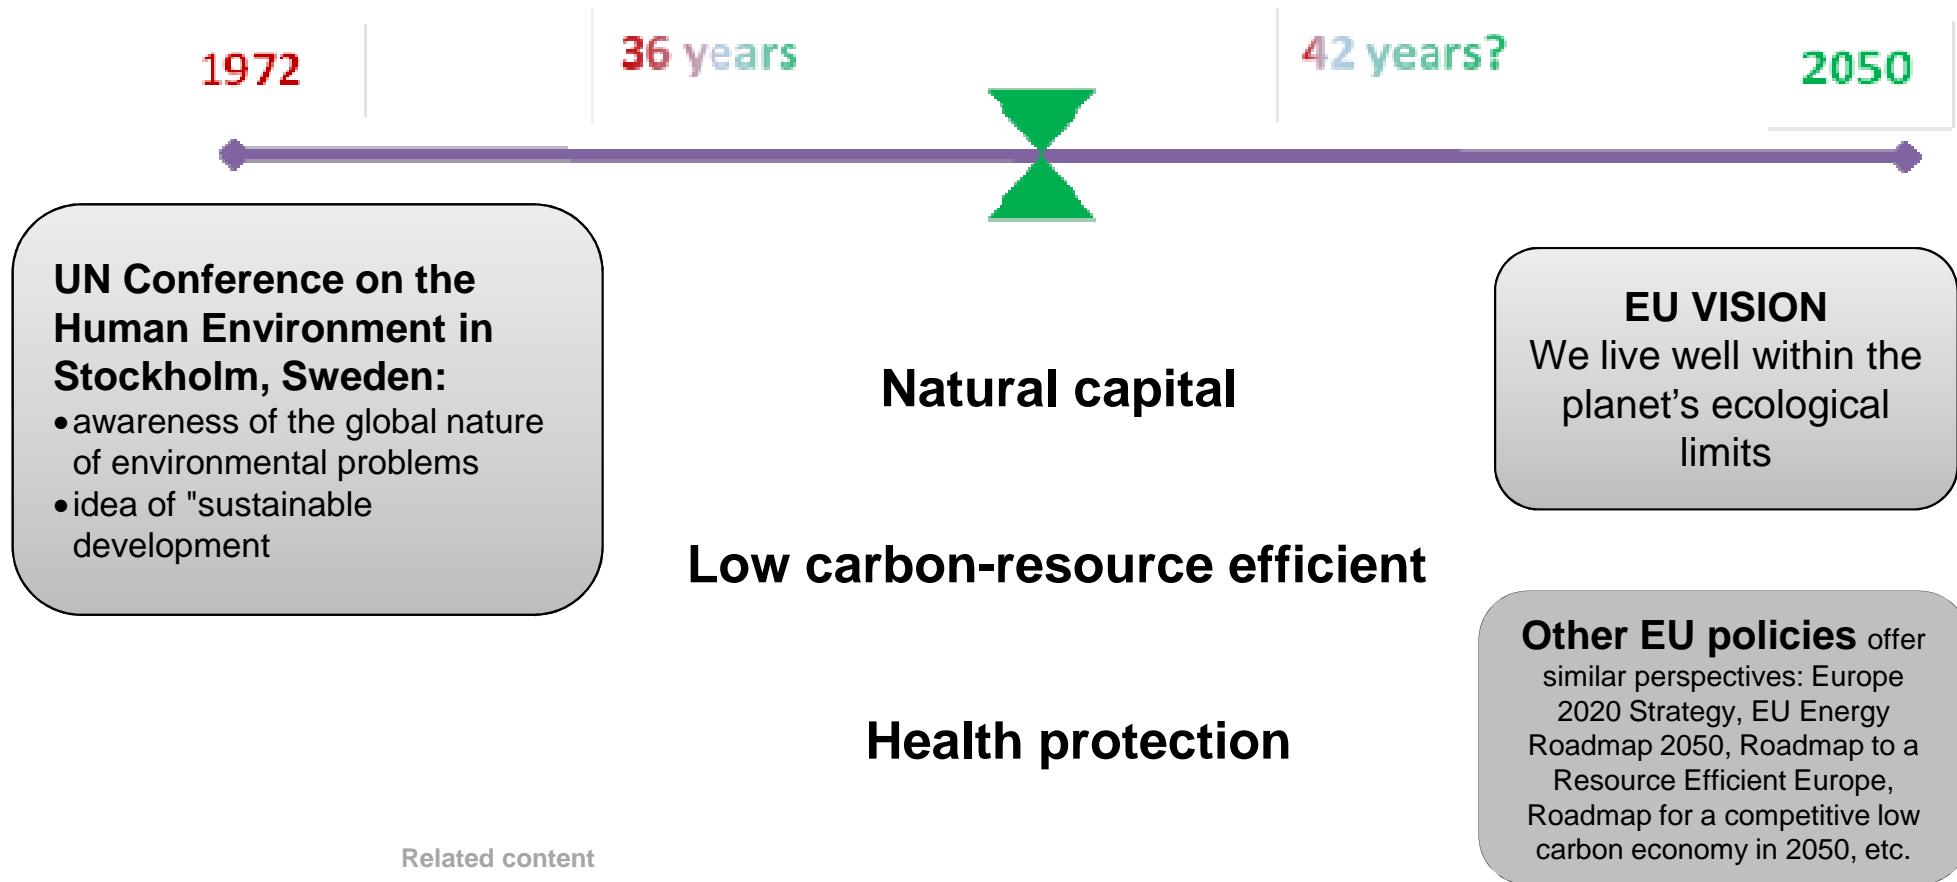 1972
36 years
42 years?
2050
UN Conference on the
Human Environment in
Stockholm, Sweden:
•awareness of the global nature
of environmental problems
•idea of "sustainable
development
Natural capital
Low carbon-resource efficient
Health protection
EU VISION
We live well within the
planet’s ecological
limits
Other EU policies offer
similar perspectives: Europe
2020 Strategy, EU Energy
Roadmap 2050, Roadmap to a
Resource Efficient Europe,
Roadmap for a competitive low
carbon economy in 2050, etc.
Related content